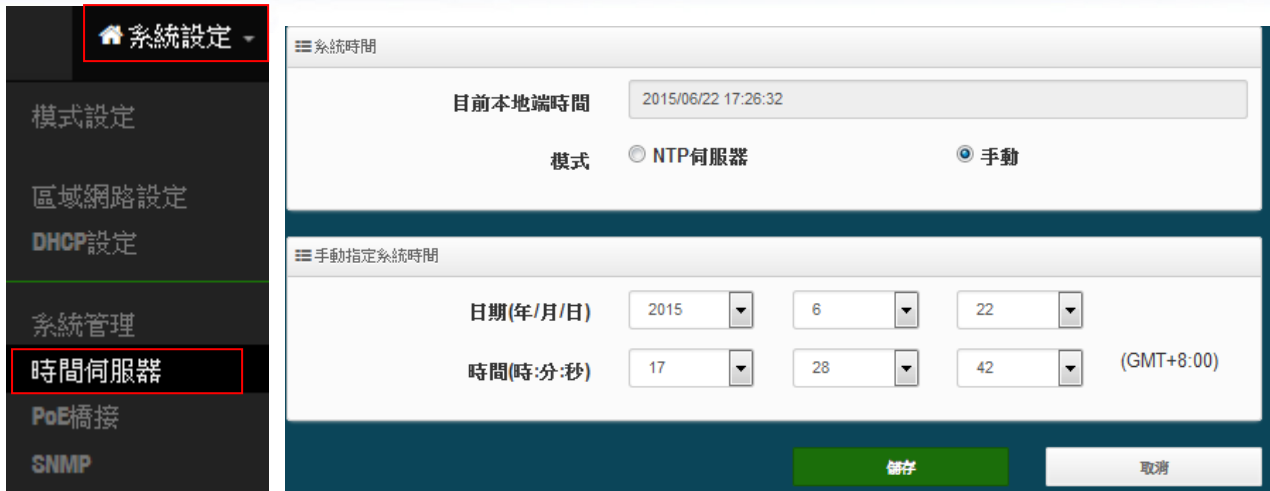 系統設定
模式設定
區域網路設定
DHCP設定
系統管理
時間伺服器
PoE橋接
SNMP
系統時間
目前本地端時間 2015/06/22 17:26:32
模式 NTP伺服器 手動
手動指定系統時間
日期(年/月/日) 2015 6 22
時間(時:分:秒) 17 28 42 (GMT+8:00)
儲存 取消